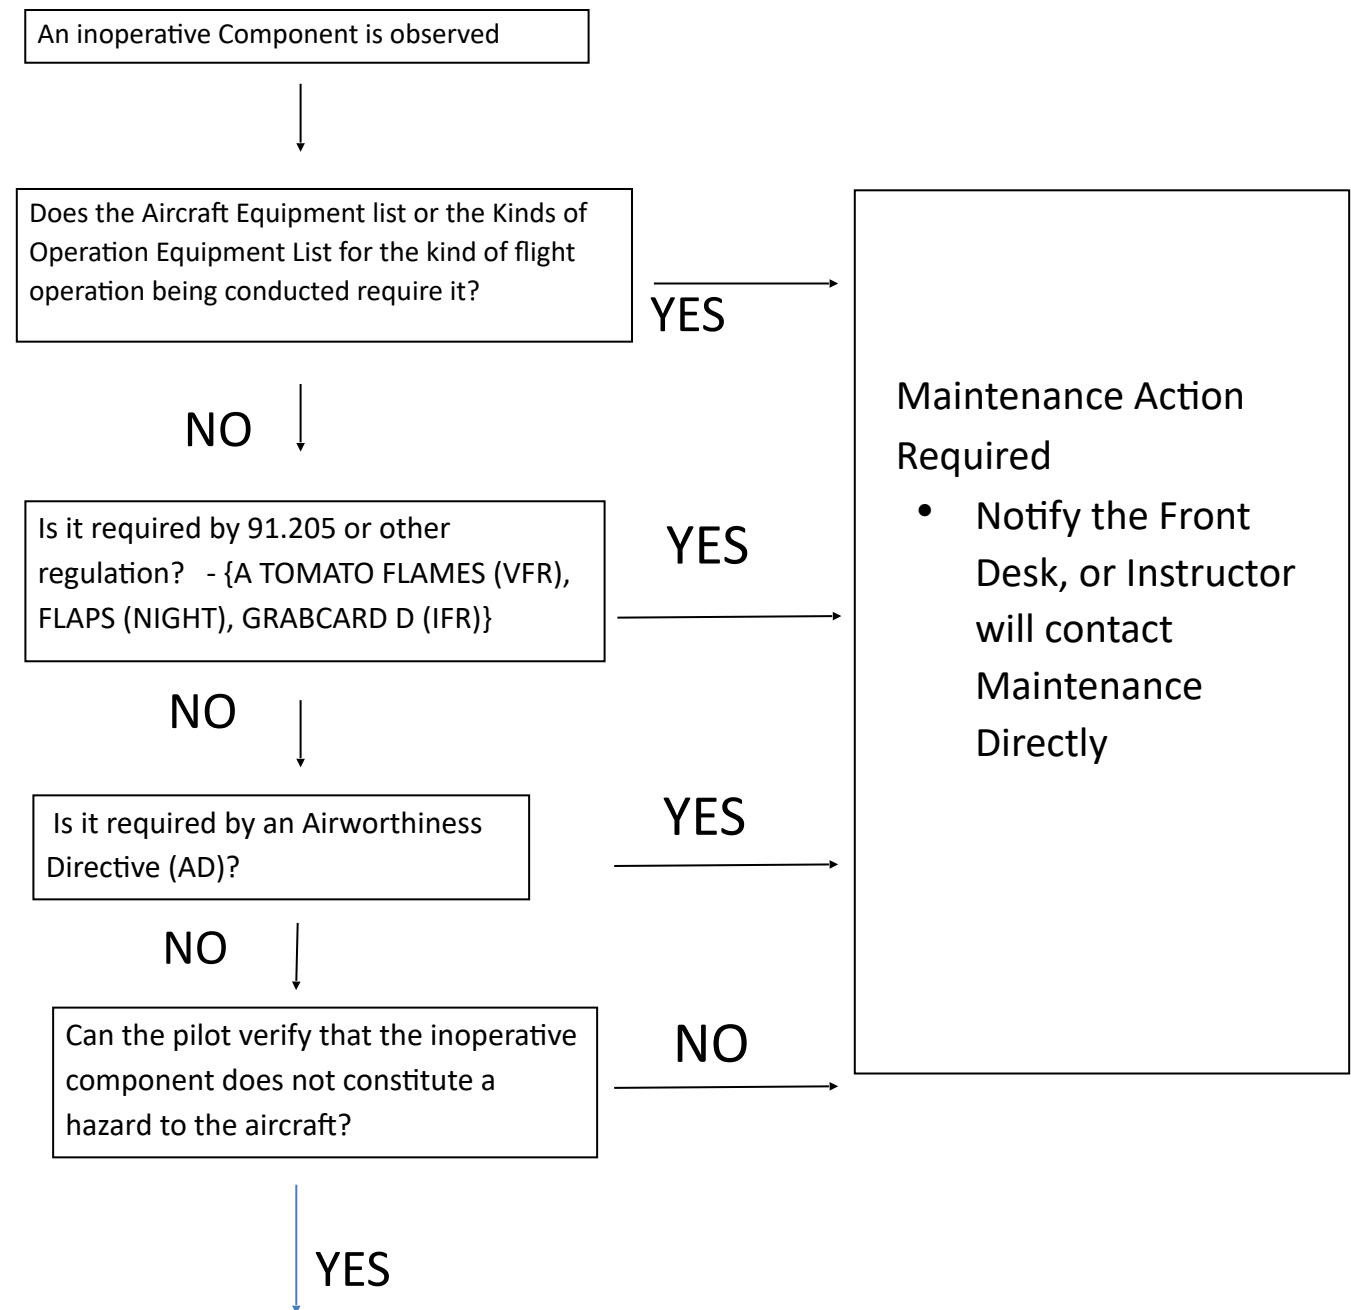 An inoperative Component is observed
Does the Aircraft Equipment list or the Kinds of
Operation Equipment List for the kind of flight
operation being conducted require it?
YES
NO
Is it required by 91.205 or other
regulation?   - {A TOMATO FLAMES (VFR),
FLAPS (NIGHT), GRABCARD D (IFR)}
YES
NO
Is it required by an Airworthiness
Directive (AD)?
YES
NO
Can the pilot verify that the inoperative
component does not constitute a
hazard to the aircraft?
NO
YES
Maintenance Action
Required
• Notify the Front
Desk, or Instructor
will contact
Maintenance
Directly